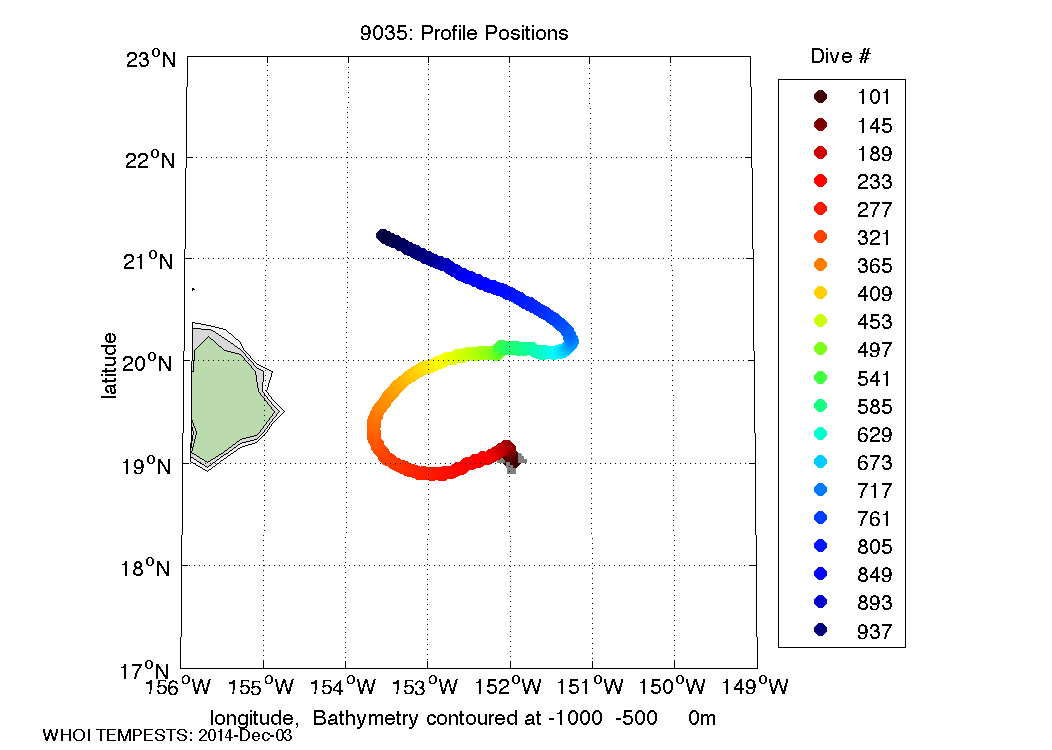 9035: Profile Positions
Dive #
23°N
22°N
21°N
20°N
19°N
18°N
17°N
latitude
156°W 155°W 154°W 153°W 152°W 151°W 150°W 149°W
longitude, Bathymetry contoured at -1000 -500 0m
WHOI TEMPESTS: 2014-Dec-03
101
145
189
233
277
321
365
409
453
497
541
585
629
673
717
761
805
849
893
937